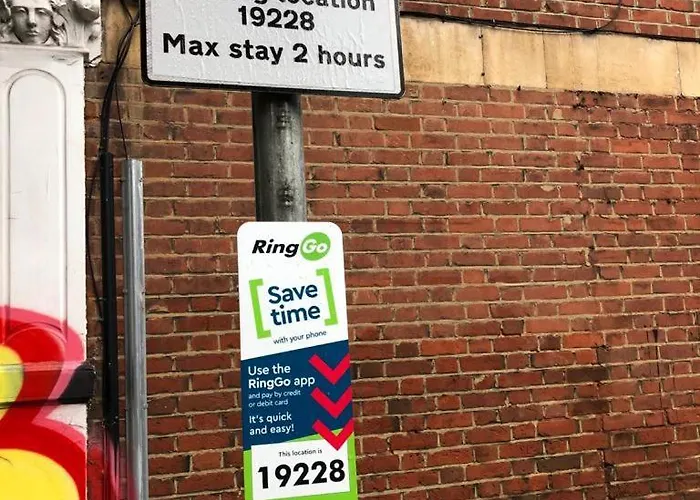 location
19228
Max stay 2 hours
RingGo
Save
time
with your phone
Use the
RingGo app
and pay by credit
or debit card
It's quick
and easy!
This location is
19228